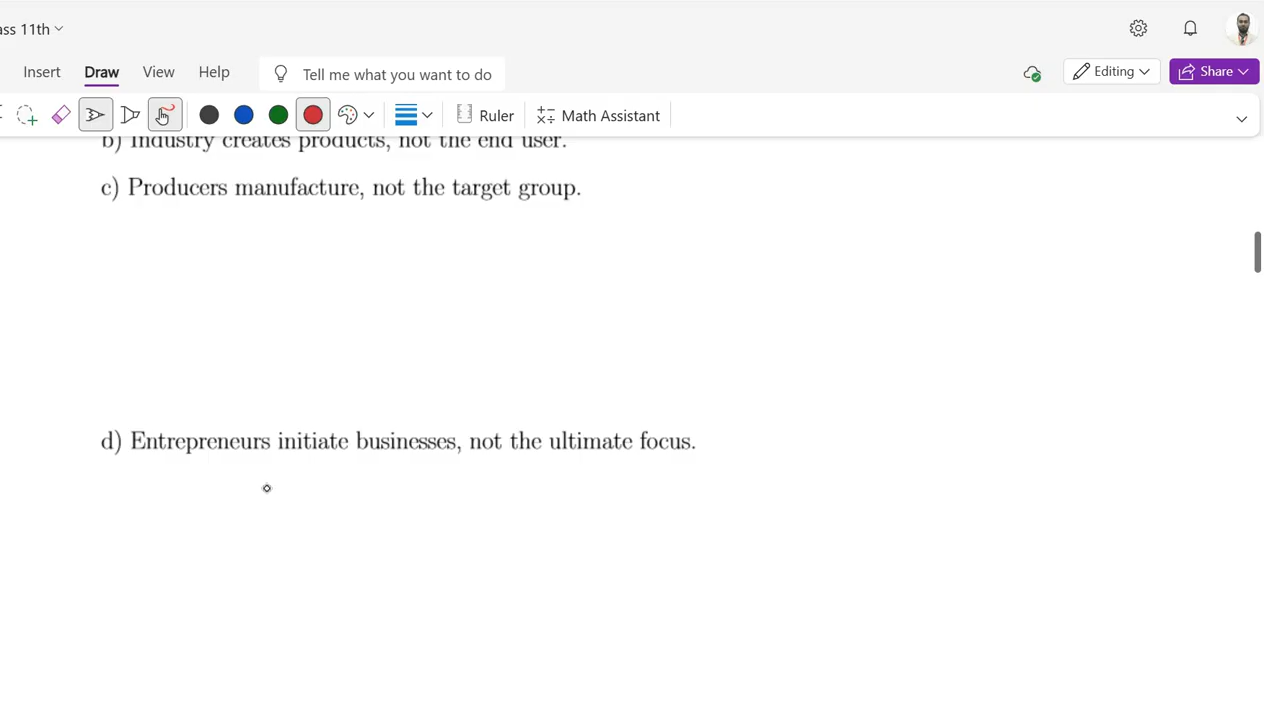 ass 11th
Insert Draw View Help Tell me what you want to do Editing Share
Ruler Math Assistant
b) Industry creates products, not the end user.
c) Producers manufacture, not the target group.
d) Entrepreneurs initiate businesses, not the ultimate focus.